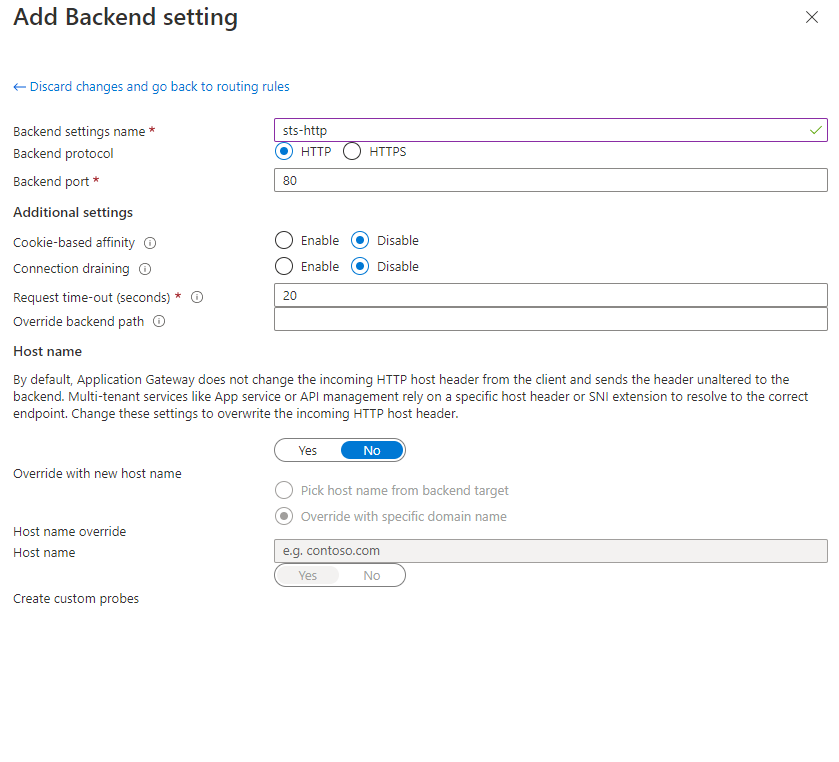 Add Backend setting
← Discard changes and go back to routing rules
Backend settings name * sts-http
Backend protocol HTTP HTTPS
Backend port * 80
Additional settings
Cookie-based affinity Enable Disable
Connection draining Enable Disable
Request time-out (seconds) * 20
Override backend path
Host name
By default, Application Gateway does not change the incoming HTTP host header from the client and sends the header unaltered to the
backend. Multi-tenant services like App service or API management rely on a specific host header or SNI extension to resolve to the correct
endpoint. Change these settings to overwrite the incoming HTTP host header.
Yes No
Override with new host name
Pick host name from backend target
Override with specific domain name
Host name override
Host name e.g. contoso.com
Yes No
Create custom probes